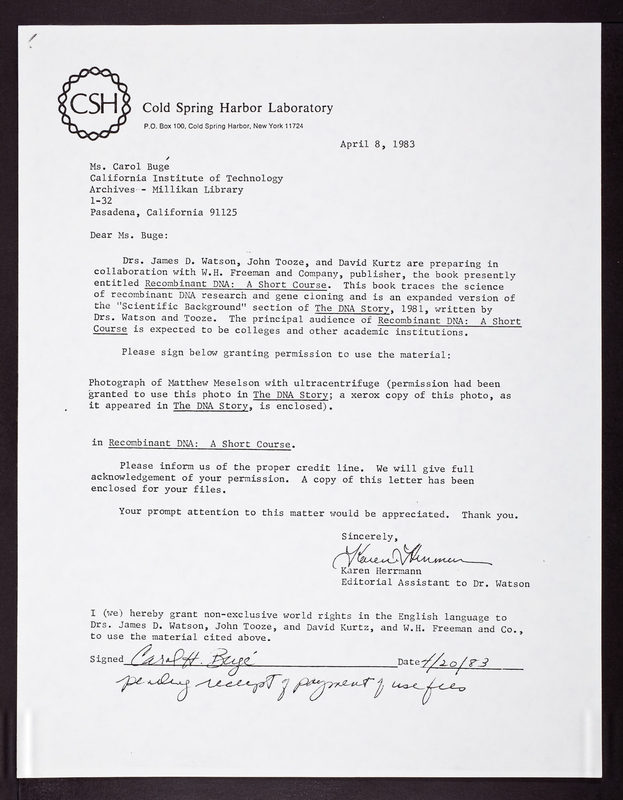 CSH
Cold Spring Harbor Laboratory
P.O. Box 100, Cold Spring Harbor, New York 11724
April 8, 1983
Ms. Carol Bugé
California Institute of Technology
Archives - Millikan Library
1-32
Pasadena, California 91125
Dear Ms. Buge:
Drs. James D. Watson, John Tooze, and David Kurtz are preparing in
collaboration with W.H. Freeman and Company, publisher, the book presently
entitled Recombinant DNA: A Short Course. This book traces the science
of recombinant DNA research and gene cloning and is an expanded version of
the "Scientific Background" section of The DNA Story, 1981, written by
Drs. Watson and Tooze. The principal audience of Recombinant DNA: A Short
Course is expected to be colleges and other academic institutions.
Please sign below granting permission to use the material:
Photograph of Matthew Meselson with ultracentrifuge (permission had been
granted to use this photo in The DNA Story; a xerox copy of this photo, as
it appeared in The DNA Story, is enclosed).
in Recombinant DNA: A Short Course.
Please inform us of the proper credit line. We will give full
acknowledgement of your permission. A copy of this letter has been
enclosed for your files.
Your prompt attention to this matter would be appreciated. Thank you.
Sincerely,
Karen Herrmann
Karen Herrmann
Editorial Assistant to Dr. Watson
I (we) hereby grant non-exclusive world rights in the English language to
Drs. James D. Watson, John Tooze, and David Kurtz, and W.H. Freeman and Co.,
to use the material cited above.
Signed Carol H. Bugé Date 4/20/83
pending receipt of payment of use fees